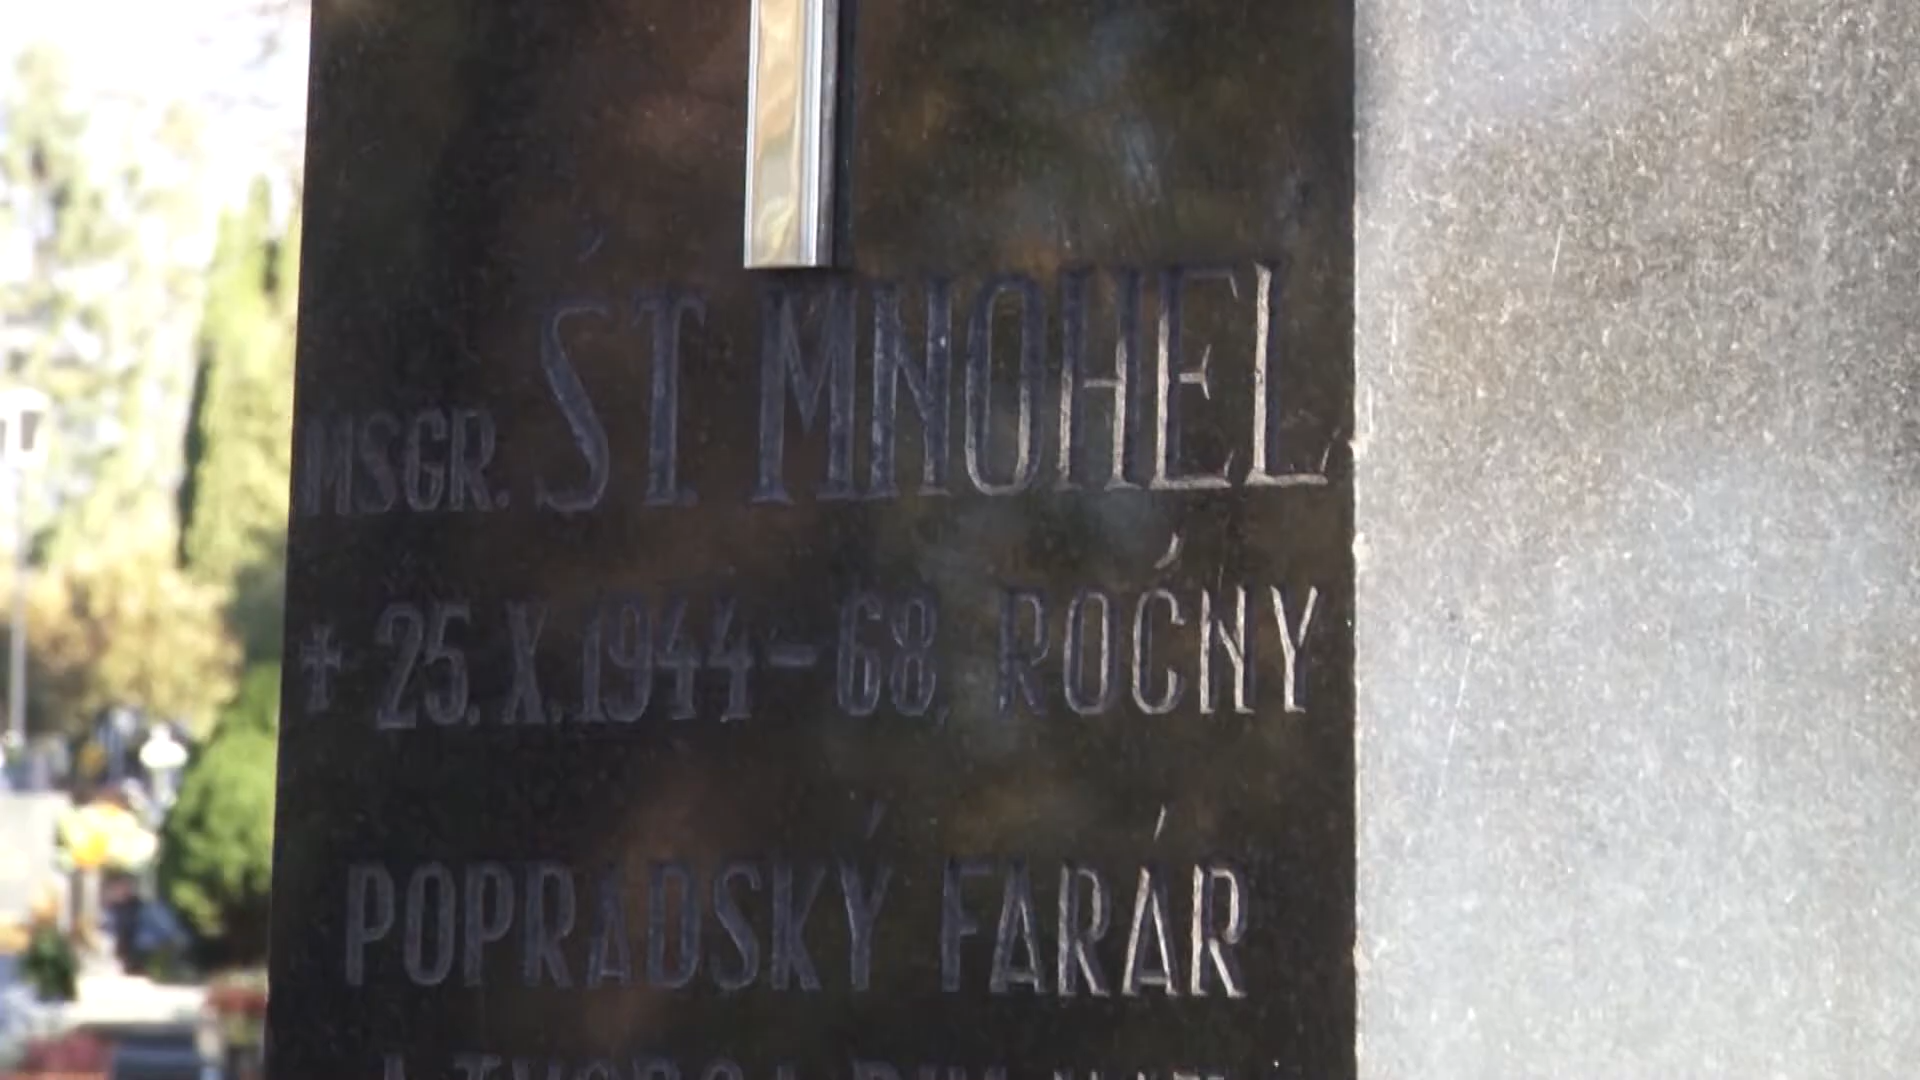 MSGR. ŠT. MNOHEL
† 25. X. 1944 – 68. ROČNÝ
POPRADSKÝ FARÁR